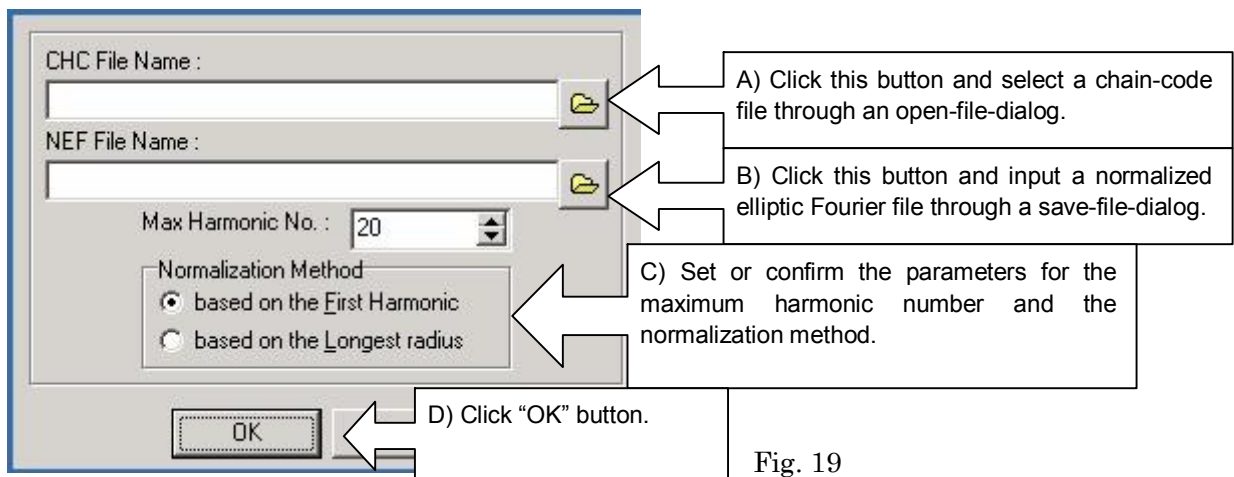 CHC File Name :
A) Click this button and select a chain-code
file through an open-file-dialog.
NEF File Name :
B) Click this button and input a normalized
elliptic Fourier file through a save-file-dialog.
Max Harmonic No. : 20
Normalization Method
based on the First Harmonic
based on the Longest radius
C) Set or confirm the parameters for the
maximum harmonic number and the
normalization method.
OK
D) Click “OK” button.
Fig. 19